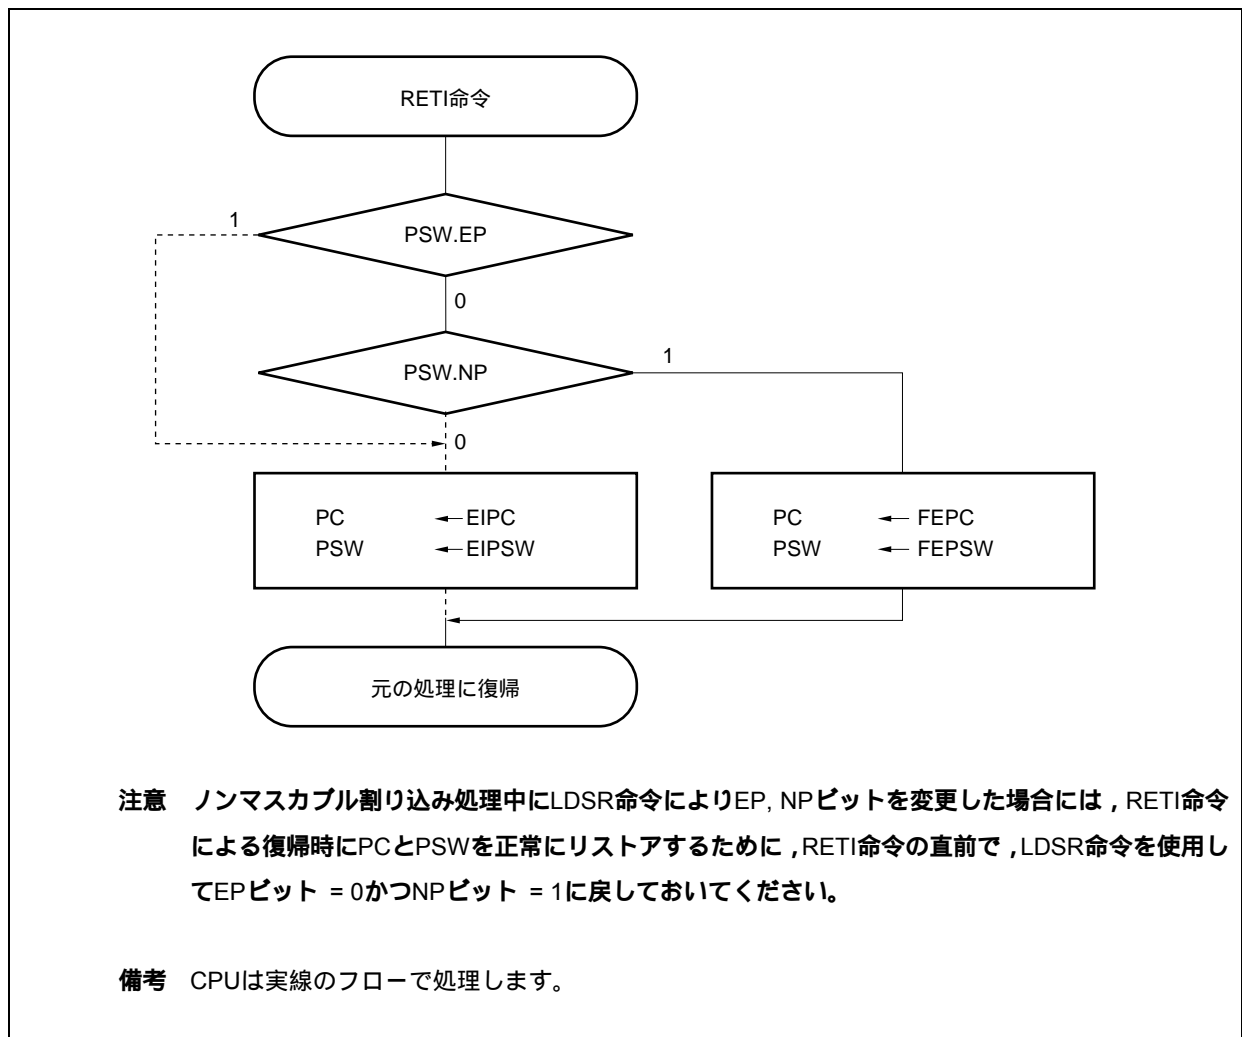 RETI命令
1
PSW.EP
0
PSW.NP
1
0
PC ← EIPC
PSW ← EIPSW
PC ← FEPC
PSW ← FEPSW
元の処理に復帰
注意 ノンマスカブル割り込み処理中にLDSR命令によりEP, NPビットを変更した場合には，RETI命令
による復帰時にPCとPSWを正常にリストアするために，RETI命令の直前で，LDSR命令を使用し
てEPビット = 0かつNPビット = 1に戻しておいてください。
備考 CPUは実線のフローで処理します。